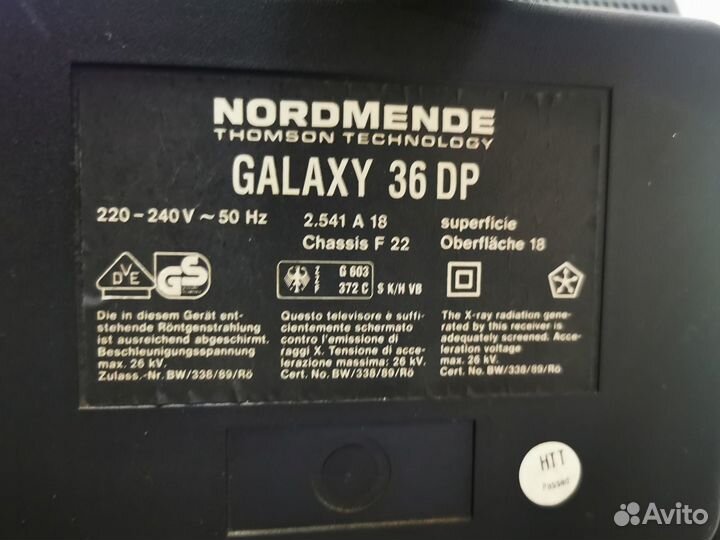 NORDMENDE
THOMSON TECHNOLOGY
GALAXY 36 DP
220-240V ~ 50 Hz
2.541 A 18
superficie
Chassis F 22
Oberfläche 18
DVE
GS
Z
Z
F
G 603
372 C
S K/H VB
Die in diesem Gerät ent-
stehende Röntgenstrahlung
ist ausreichend abgeschirmt.
Beschleunigungsspannung
max. 26 kV.
Zulass.-Nr. BW/338/89/Rö
Questo televisore è suffi-
cientemente schermato
contro l'emissione di
raggi X. Tensione di acce-
lerazione massima: 26 kV.
Cert. No. BW/338/89/Rö
The X-ray radiation gene-
rated by this receiver is
adequately screened. Acce-
leration voltage
max. 26 kV.
Cert. No. BW/338/89/Rö
HTT
Passed
Avito